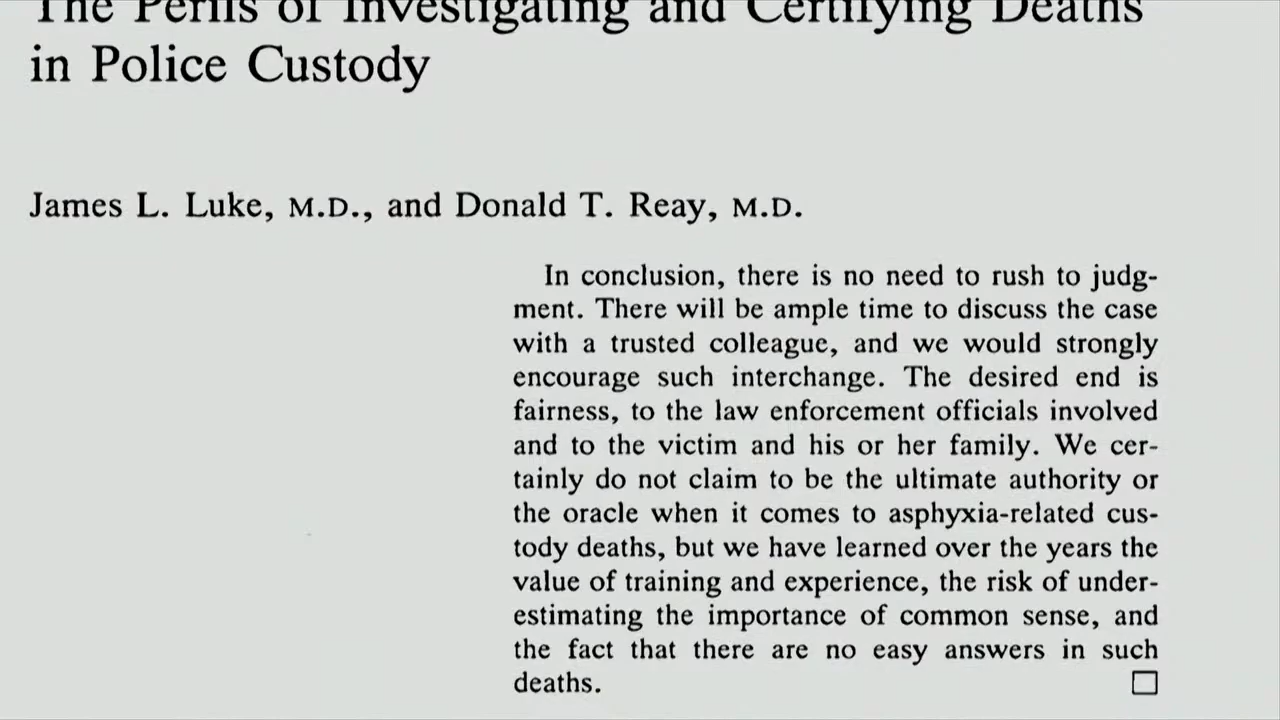 The Perils of Investigating and Certifying Deaths
in Police Custody
James L. Luke, M.D., and Donald T. Reay, M.D.
In conclusion, there is no need to rush to judg-
ment. There will be ample time to discuss the case
with a trusted colleague, and we would strongly
encourage such interchange. The desired end is
fairness, to the law enforcement officials involved
and to the victim and his or her family. We cer-
tainly do not claim to be the ultimate authority or
the oracle when it comes to asphyxia-related cus-
tody deaths, but we have learned over the years the
value of training and experience, the risk of under-
estimating the importance of common sense, and
the fact that there are no easy answers in such
deaths.